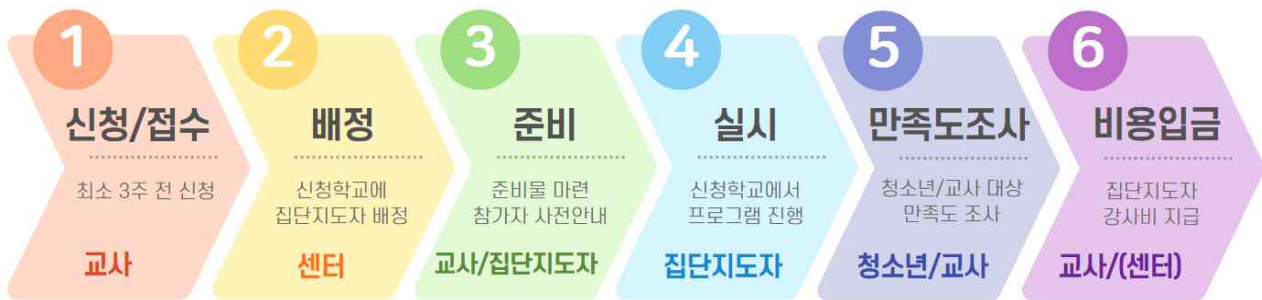 1
신청/접수
최소 3주 전 신청
교사
2
배정
신청학교에
집단지도자 배정
센터
3
준비
준비물 마련
참가자 사전안내
교사/집단지도자
4
실시
신청학교에서
프로그램 진행
집단지도자
5
만족도조사
청소년/교사 대상
만족도 조사
청소년/교사
6
비용입금
집단지도자
강사비 지급
교사/(센터)